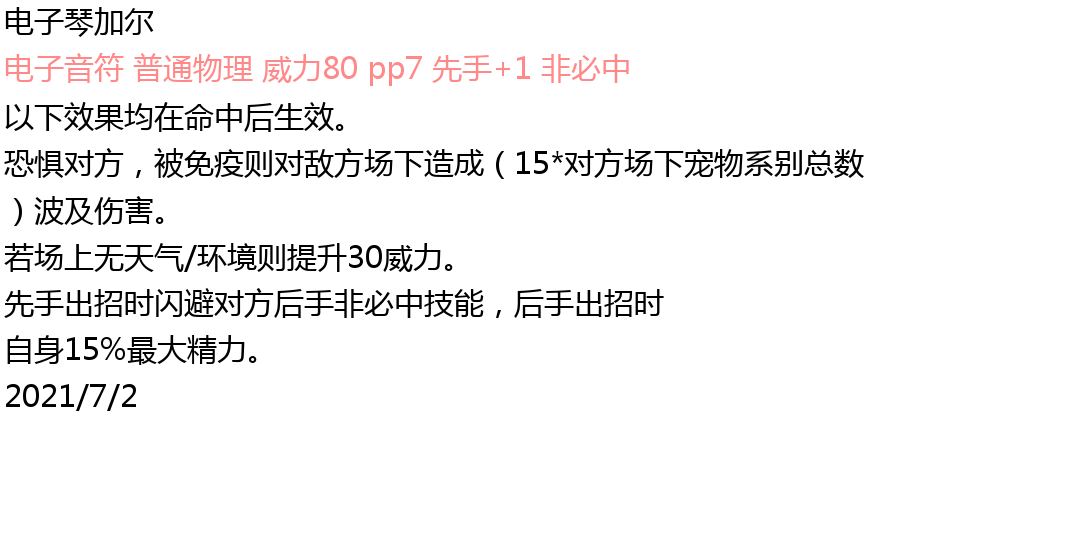 电子琴加尔
电子音符 普通物理 威力80 pp7 先手+1 非必中
以下效果均在命中后生效。
恐惧对方，被免疫则对敌方场下造成（15*对方场下宠物系别总数
）波及伤害。
若场上无天气/环境则提升30威力。
先手出招时闪避对方后手非必中技能，后手出招时
自身15%最大精力。
2021/7/2